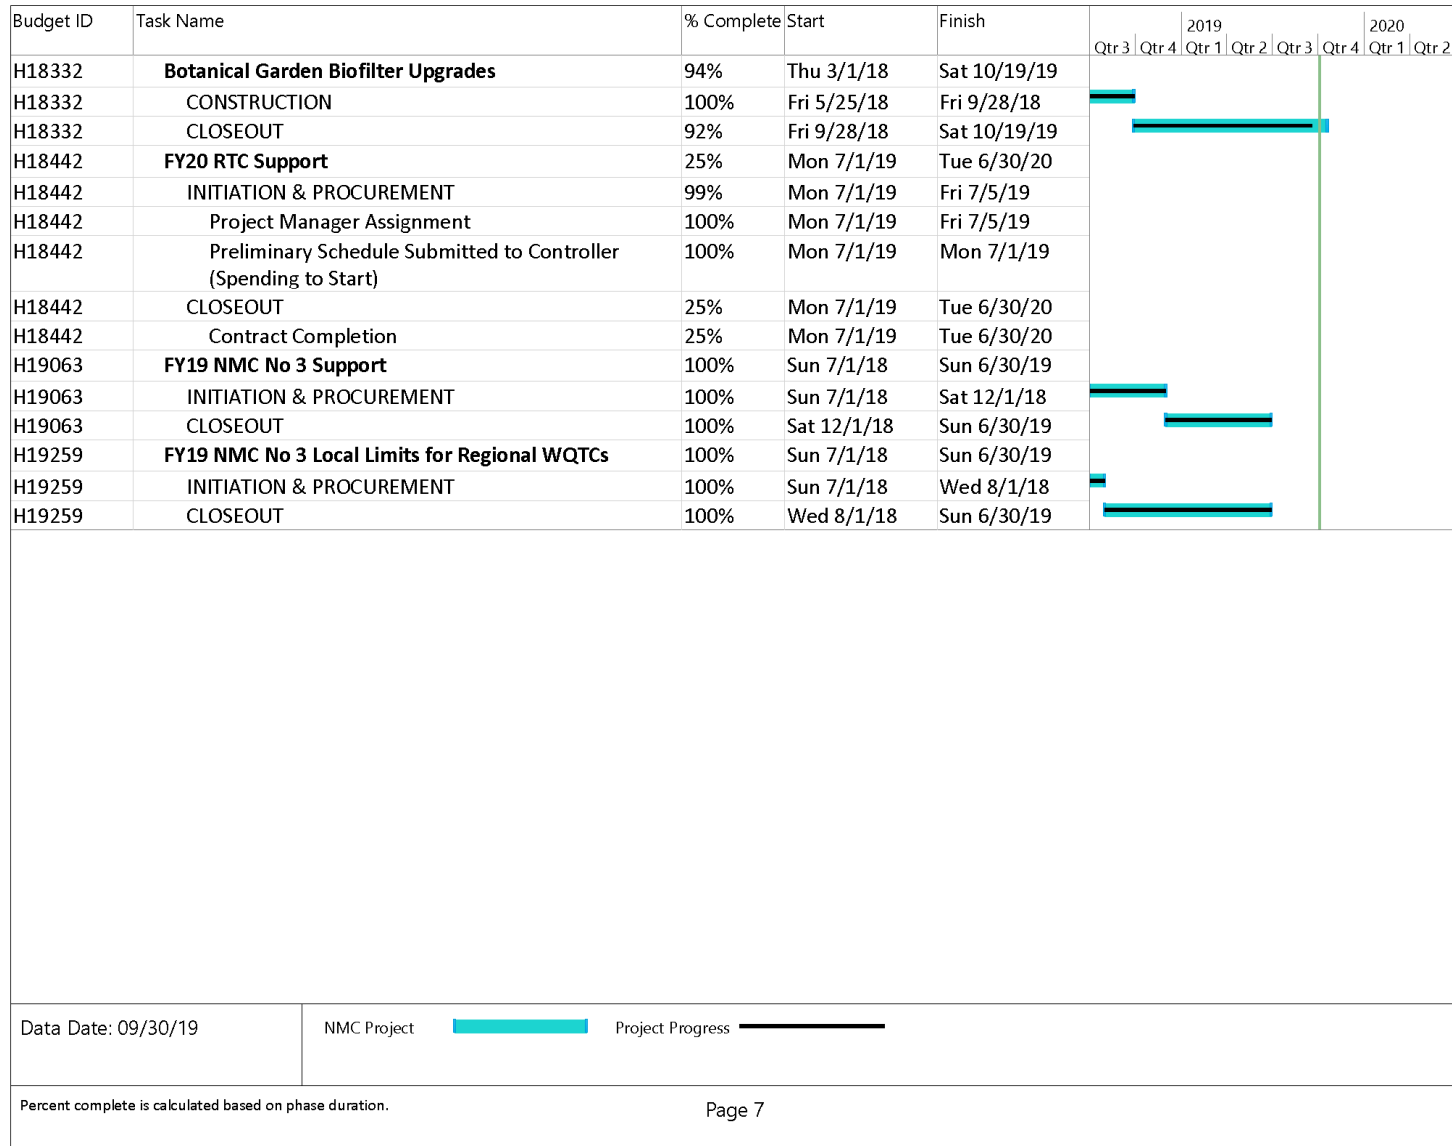 Budget ID Task Name % Complete Start Finish 2019 2020
Qtr 3 Qtr 4 Qtr 1 Qtr 2 Qtr 3 Qtr 4 Qtr 1 Qtr 2
H18332 Botanical Garden Biofilter Upgrades 94% Thu 3/1/18 Sat 10/19/19
H18332 CONSTRUCTION 100% Fri 5/25/18 Fri 9/28/18
H18332 CLOSEOUT 92% Fri 9/28/18 Sat 10/19/19
H18442 FY20 RTC Support 25% Mon 7/1/19 Tue 6/30/20
H18442 INITIATION & PROCUREMENT 99% Mon 7/1/19 Fri 7/5/19
H18442 Project Manager Assignment 100% Mon 7/1/19 Fri 7/5/19
H18442 Preliminary Schedule Submitted to Controller 100% Mon 7/1/19 Mon 7/1/19
(Spending to Start)
H18442 CLOSEOUT 25% Mon 7/1/19 Tue 6/30/20
H18442 Contract Completion 25% Mon 7/1/19 Tue 6/30/20
H19063 FY19 NMC No 3 Support 100% Sun 7/1/18 Sun 6/30/19
H19063 INITIATION & PROCUREMENT 100% Sun 7/1/18 Sat 12/1/18
H19063 CLOSEOUT 100% Sat 12/1/18 Sun 6/30/19
H19259 FY19 NMC No 3 Local Limits for Regional WQTCs 100% Sun 7/1/18 Sun 6/30/19
H19259 INITIATION & PROCUREMENT 100% Sun 7/1/18 Wed 8/1/18
H19259 CLOSEOUT 100% Wed 8/1/18 Sun 6/30/19
Data Date: 09/30/19 NMC Project Project Progress
Percent complete is calculated based on phase duration. Page 7